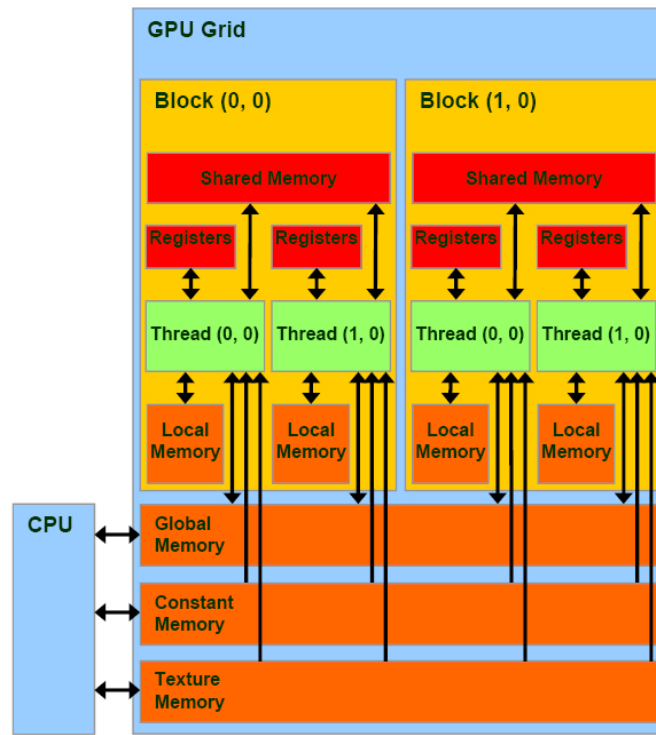 GPU Grid
Block (0, 0)
Block (1, 0)
Shared Memory
Shared Memory
Registers
Registers
Registers
Registers
Thread (0, 0)
Thread (1, 0)
Thread (0, 0)
Thread (1, 0)
Local
Memory
Local
Memory
Local
Memory
Local
Memory
CPU
Global
Memory
Constant
Memory
Texture
Memory